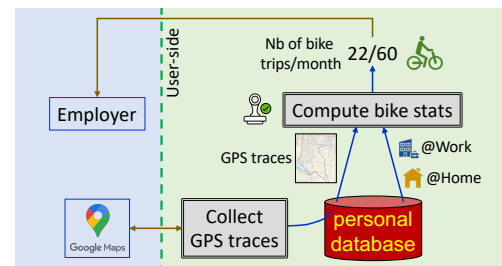 User-side
Nb of bike
trips/month
22/60
Employer
Compute bike stats
GPS traces
@Work
@Home
Google Maps
Collect
GPS traces
personal
database